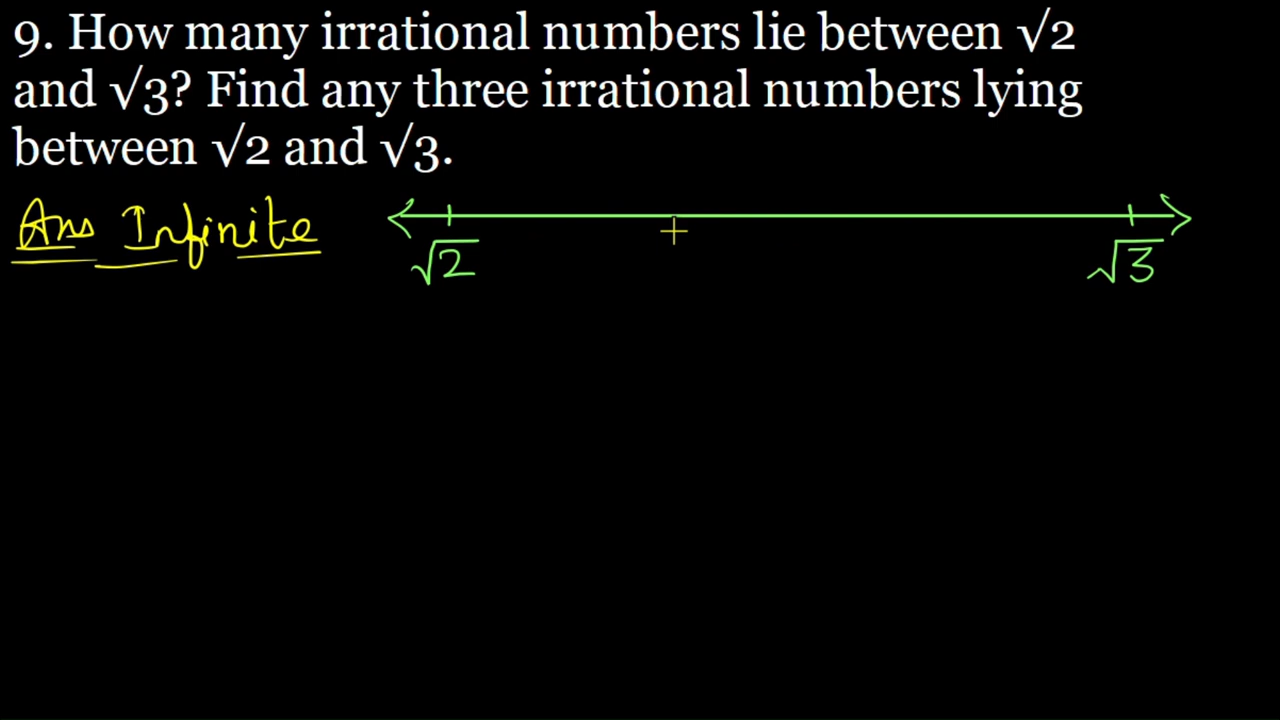 9. How many irrational numbers lie between √2
and √3? Find any three irrational numbers lying
between √2 and √3.
Ans Infinite
√2 √3